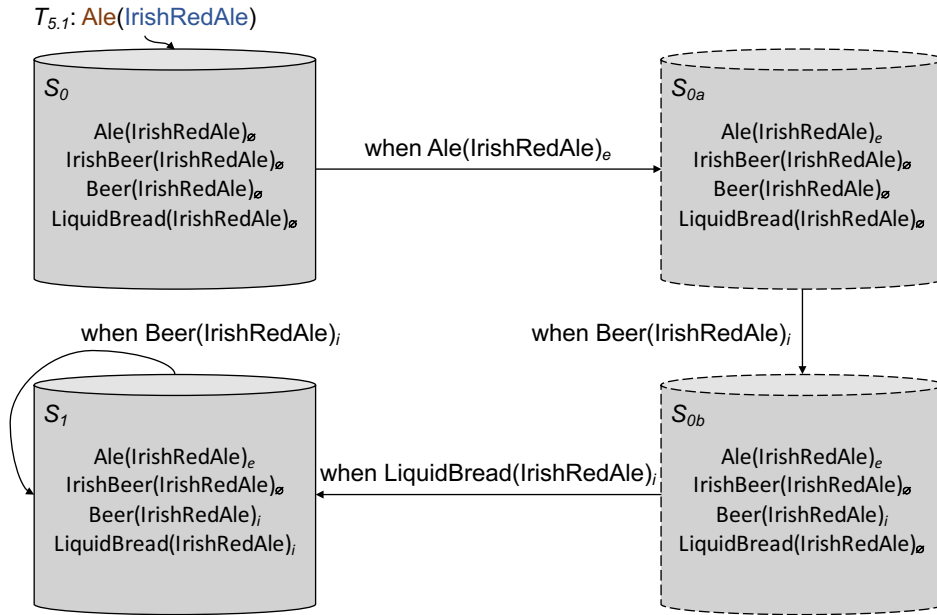 T5.1: Ale(IrishRedAle)
S0
Ale(IrishRedAle)ø
IrishBeer(IrishRedAle)ø
Beer(IrishRedAle)ø
LiquidBread(IrishRedAle)ø
when Ale(IrishRedAle)e
S0a
Ale(IrishRedAle)e
IrishBeer(IrishRedAle)ø
Beer(IrishRedAle)ø
LiquidBread(IrishRedAle)ø
when Beer(IrishRedAle)i
when Beer(IrishRedAle)i
S1
Ale(IrishRedAle)e
IrishBeer(IrishRedAle)ø
Beer(IrishRedAle)i
LiquidBread(IrishRedAle)i
when LiquidBread(IrishRedAle)i
S0b
Ale(IrishRedAle)e
IrishBeer(IrishRedAle)ø
Beer(IrishRedAle)i
LiquidBread(IrishRedAle)ø